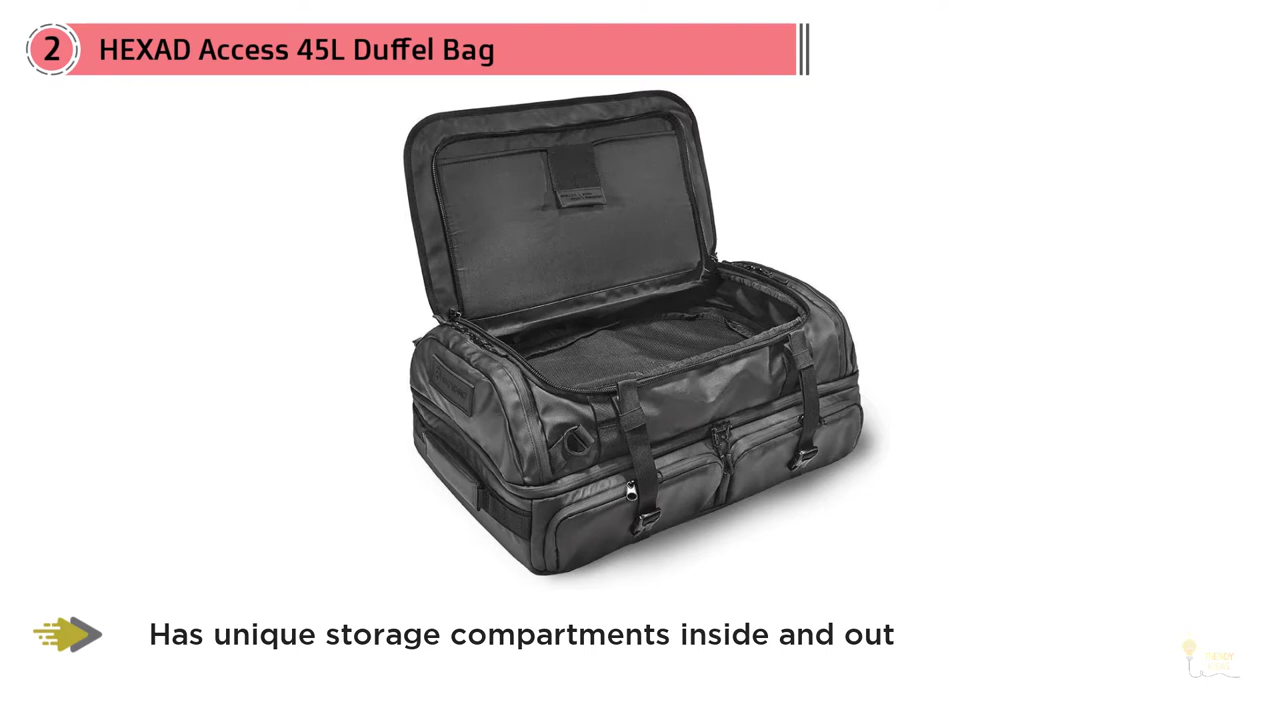 2
HEXAD Access 45L Duffel Bag
Has unique storage compartments inside and out